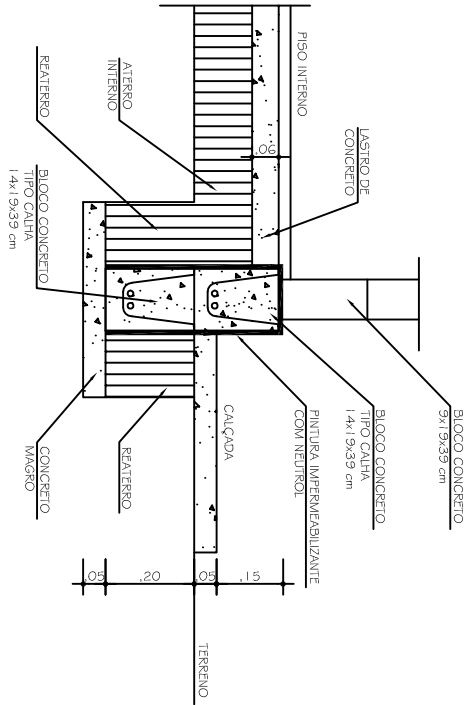 PISO INTERNO
LASTRO DE
CONCRETO
ATERRO
INTERNO
REATERRO
.06
BLOCO CONCRETO
TIPO CALHA
14x19x39 cm
BLOCO CONCRETO
9x19x39 cm
BLOCO CONCRETO
TIPO CALHA
14x19x39 cm
PINTURA IMPERMEABILIZANTE
COM NEUTROL
CALÇADA
REATERRO
CONCRETO
MAGRO
.15
.05
.20
.05
TERRENO